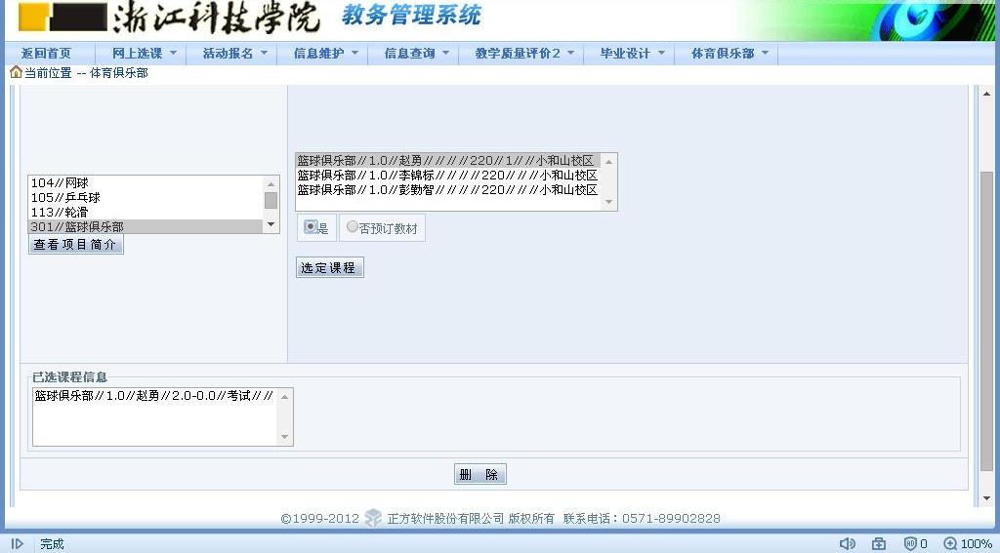 浙江科技学院 教务管理系统
返回首页 网上选课 活动报名 信息维护 信息查询 教学质量评价2 毕业设计 体育俱乐部
当前位置 -- 体育俱乐部
104//网球
105//乒乓球
113//轮滑
301//篮球俱乐部
查看项目简介
篮球俱乐部//1.0//赵勇////////220//1////小和山校区
篮球俱乐部//1.0//李锦标////////220//////小和山校区
篮球俱乐部//1.0//彭勤智////////220//////小和山校区
是 否预订教材
选定课程
已选课程信息
篮球俱乐部//1.0//赵勇//2.0-0.0//考试////
删 除
©1999-2012 正方软件股份有限公司 版权所有 联系电话：0571-89902828
完成 0 100%